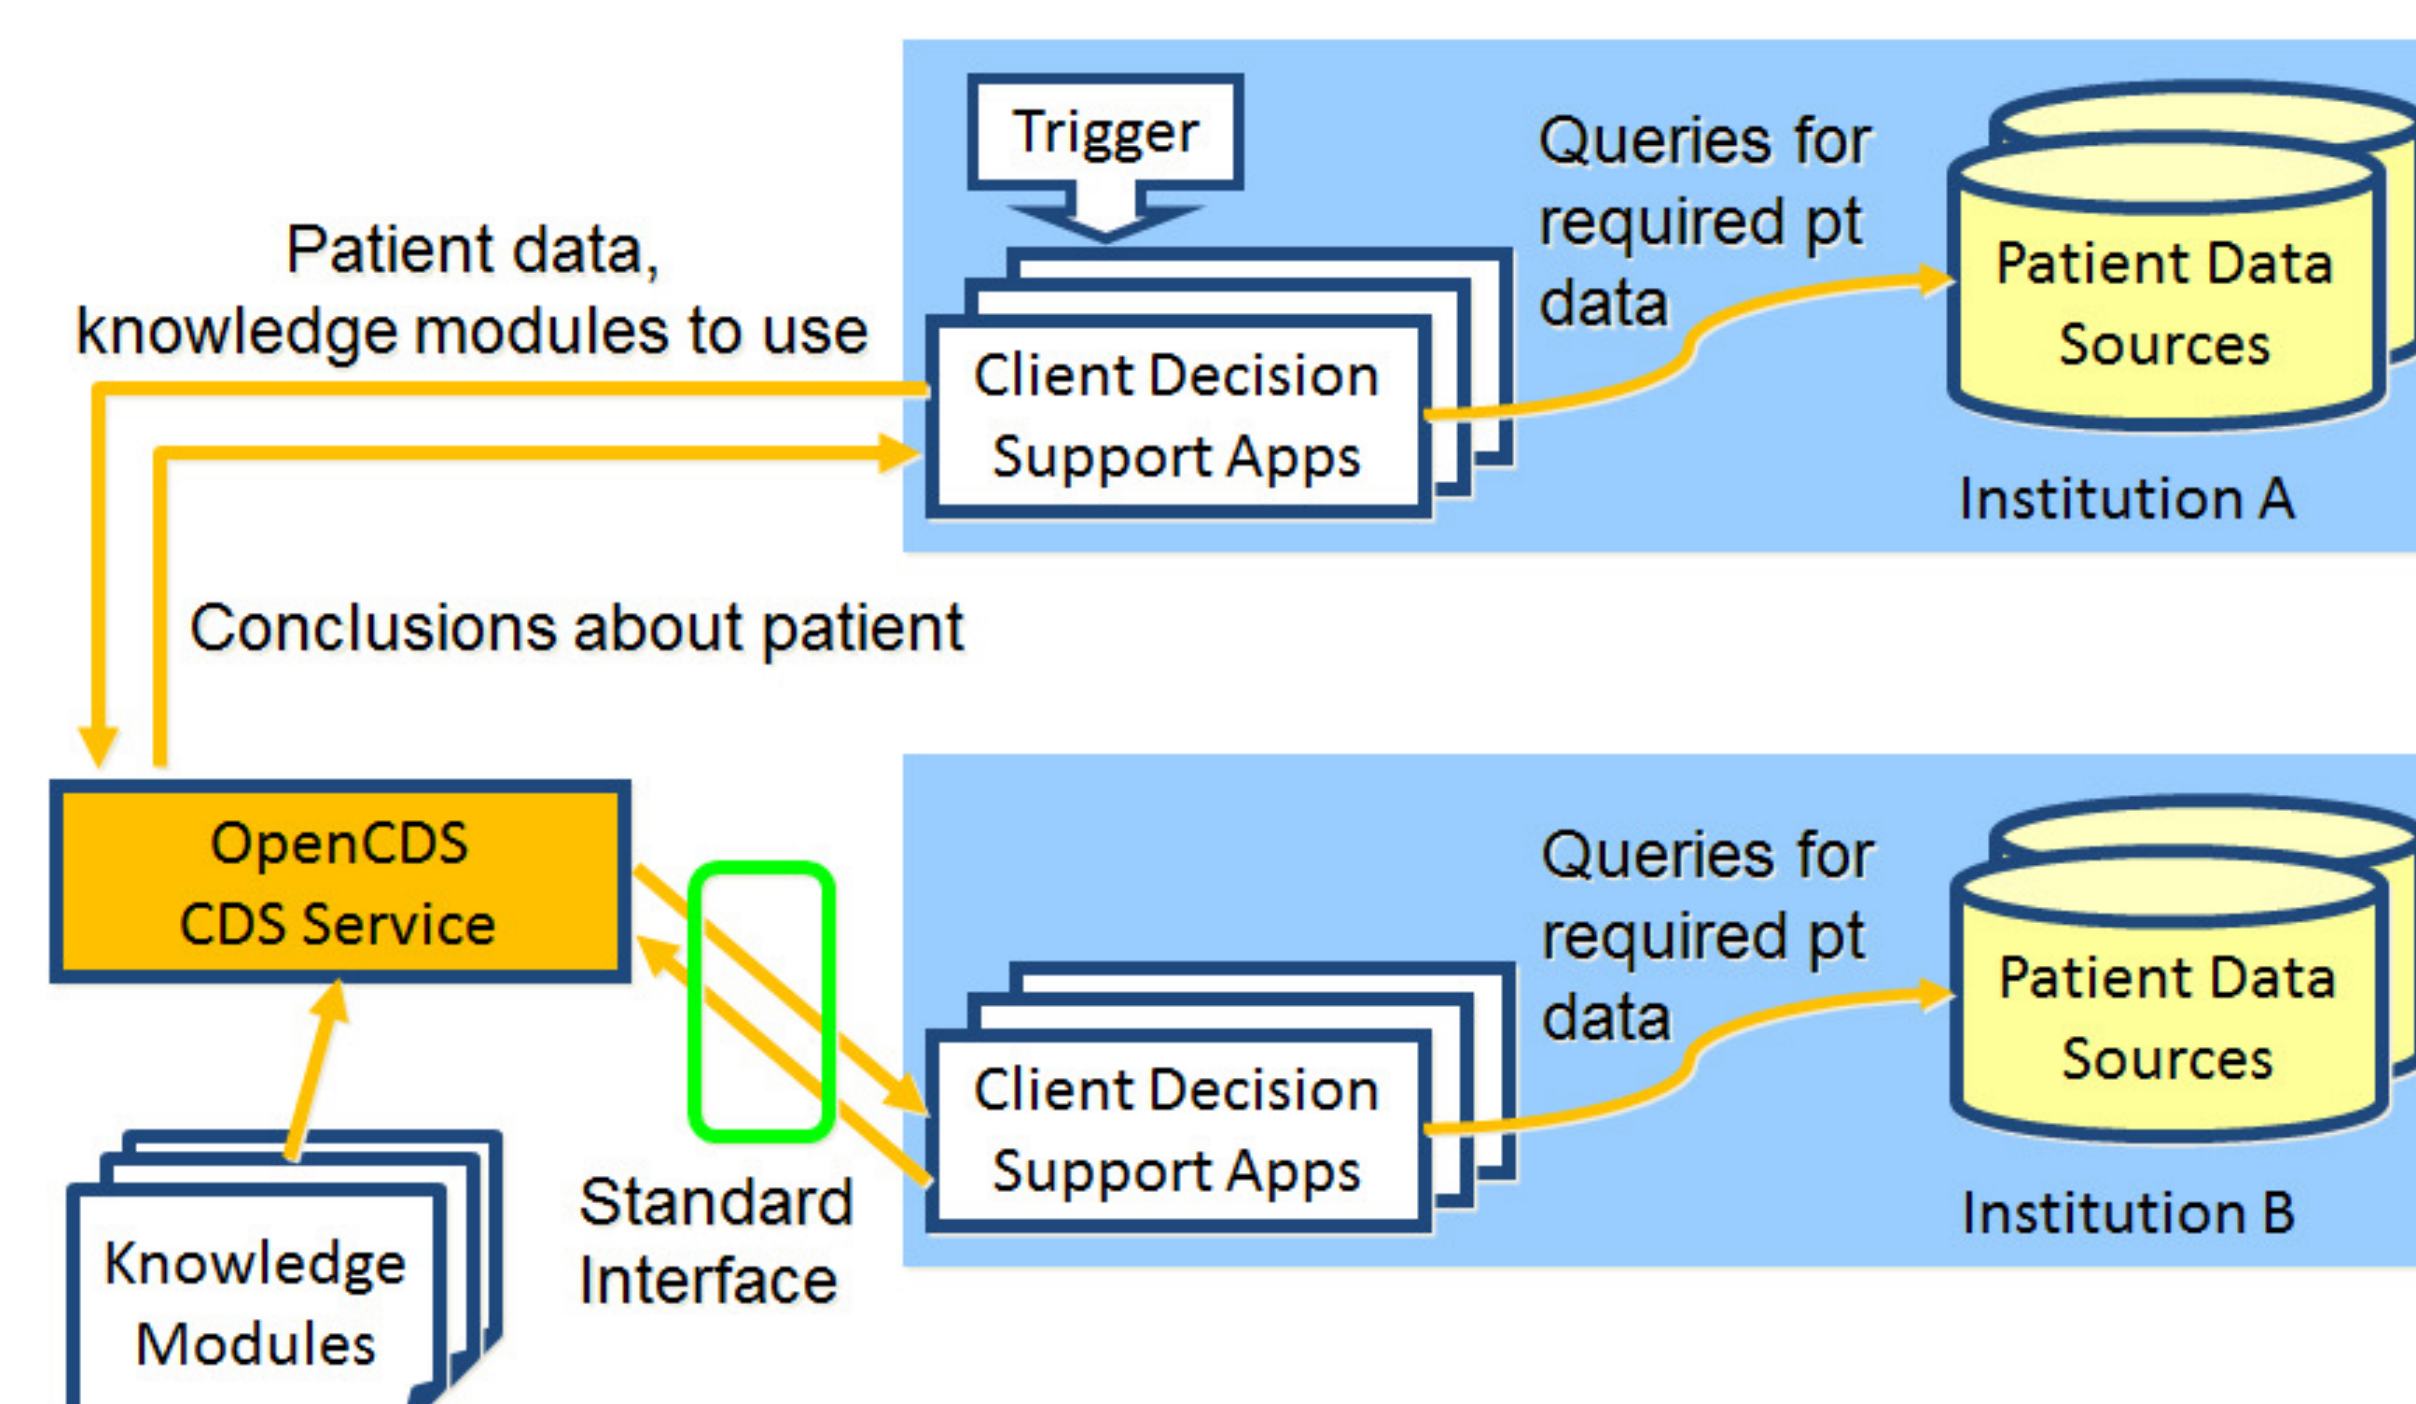 Trigger
Queries for
required pt
data
Patient Data
Sources
Patient data,
knowledge modules to use
Client Decision
Support Apps
Institution A
Conclusions about patient
OpenCDS
CDS Service
Queries for
required pt
data
Patient Data
Sources
Client Decision
Support Apps
Institution B
Standard
Interface
Knowledge
Modules